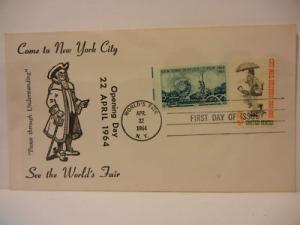 Come to New York City
"Peace through Understanding"
Opening Day
22 APRIL 1964
See the World's Fair
WORLD'S FAIR
APR
22
1964
N. Y.
FIRST DAY OF ISSUE